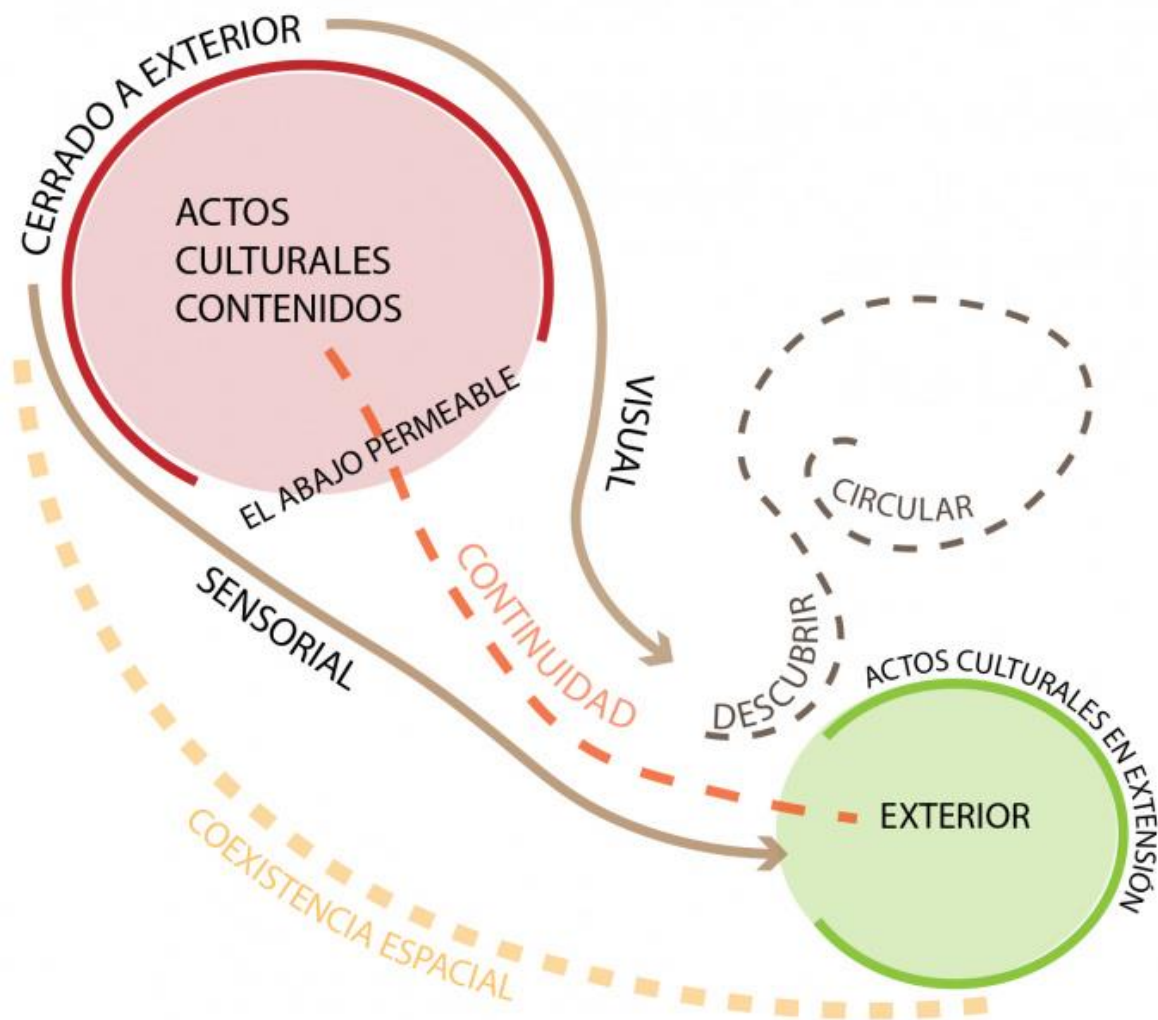 CERRADO A EXTERIOR
ACTOS
CULTURALES
CONTENIDOS
EL ABAJO PERMEABLE
VISUAL
SENSORIAL
CONTINUIDAD
CIRCULAR
DESCUBRIR
ACTOS CULTURALES EN EXTENSIÓN
EXTERIOR
COEXISTENCIA ESPACIAL